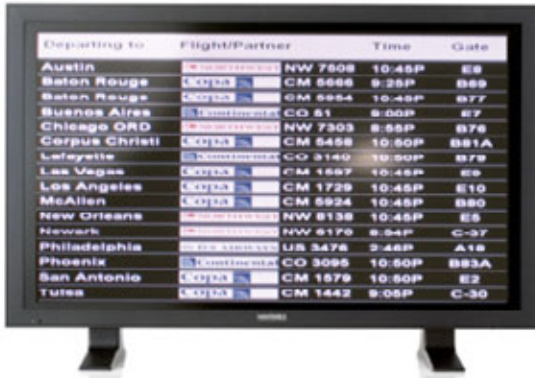 Departing to Flight/Partner Time Gate
Austin NORTHWEST NW 7508 10:45P E8
Baton Rouge Copa CM 5666 9:25P B69
Baton Rouge Copa CM 5954 10:45P B77
Buenos Aires Continental CO 51 9:00P E7
Chicago ORD NORTHWEST NW 7303 8:55P B76
Corpus Christi Copa CM 5458 10:50P B81A
Lafayette Continental CO 3140 10:50P B79
Las Vegas Copa CM 1597 10:45P E9
Los Angeles Copa CM 1729 10:45P E10
McAllen Copa CM 5924 10:50P B80
New Orleans NORTHWEST NW 8138 10:45P E5
Newark NORTHWEST NW 6170 8:54P C-37
Philadelphia US AIRWAYS US 3476 2:46P A18
Phoenix Continental CO 3095 10:50P B83A
San Antonio Copa CM 1579 10:50P E2
Tulsa Copa CM 1442 9:05P C-30